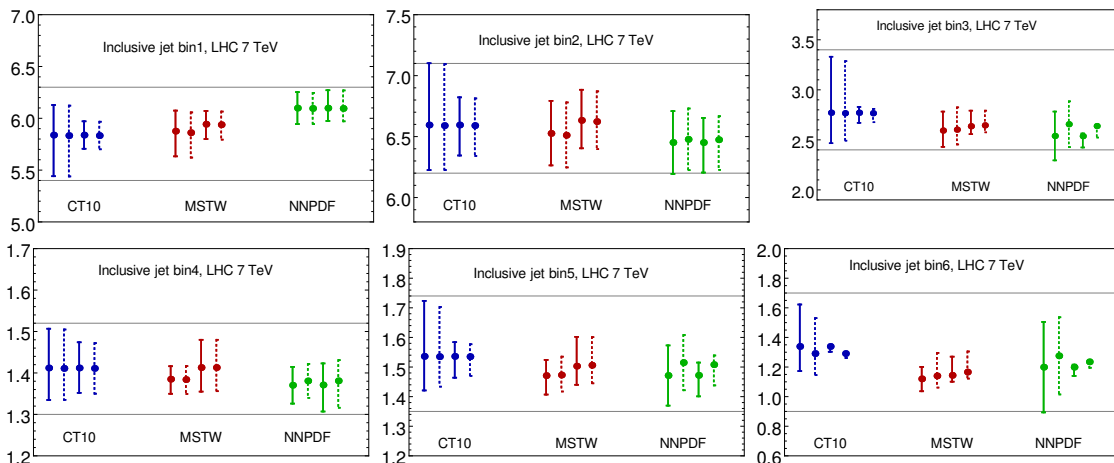 Inclusive jet bin1, LHC 7 TeV
7.0
6.5
6.0
5.5
5.0
CT10 MSTW NNPDF
Inclusive jet bin2, LHC 7 TeV
7.5
7.0
6.5
6.0
CT10 MSTW NNPDF
Inclusive jet bin3, LHC 7 TeV
3.5
3.0
2.5
2.0
CT10 MSTW NNPDF
Inclusive jet bin4, LHC 7 TeV
1.7
1.6
1.5
1.4
1.3
1.2
CT10 MSTW NNPDF
Inclusive jet bin5, LHC 7 TeV
1.9
1.8
1.7
1.6
1.5
1.4
1.3
1.2
CT10 MSTW NNPDF
Inclusive jet bin6, LHC 7 TeV
2.0
1.8
1.6
1.4
1.2
1.0
0.8
0.6
CT10 MSTW NNPDF